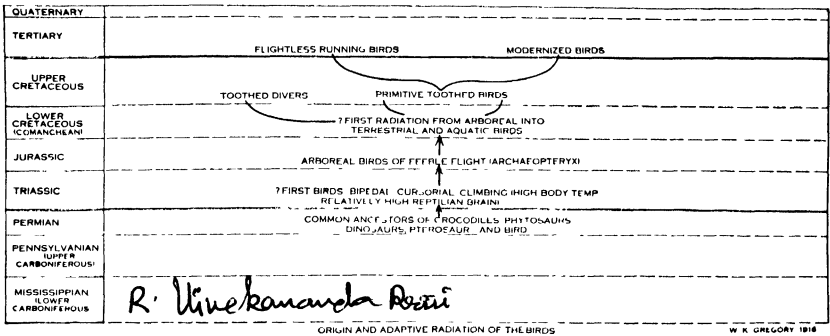 QUATERNARY
TERTIARY
FLIGHTLESS RUNNING BIRDS MODERNIZED BIRDS
UPPER
CRETACEOUS
TOOTHED DIVERS PRIMITIVE TOOTHED BIRDS
LOWER
CRETACEOUS
(COMANCHEAN)
? FIRST RADIATION FROM ARBOREAL INTO
TERRESTRIAL AND AQUATIC BIRDS
JURASSIC
ARBOREAL BIRDS OF FEEBLE FLIGHT (ARCHAEOPTERYX)
TRIASSIC
? FIRST BIRDS BIPEDAL CURSORIAL CLIMBING (HIGH BODY TEMP
RELATIVELY HIGH REPTILIAN BRAIN)
PERMIAN
COMMON ANCESTORS OF CROCODILES PHYTOSAURS
DINOSAURS, PTEROSAUR AND BIRD
PENNSYLVANIAN
(UPPER
CARBONIFEROUS)
MISSISSIPPIAN
(LOWER
CARBONIFEROUS
R. Vivekananda
ORIGIN AND ADAPTIVE RADIATION OF THE BIRDS
W K GREGORY 1916